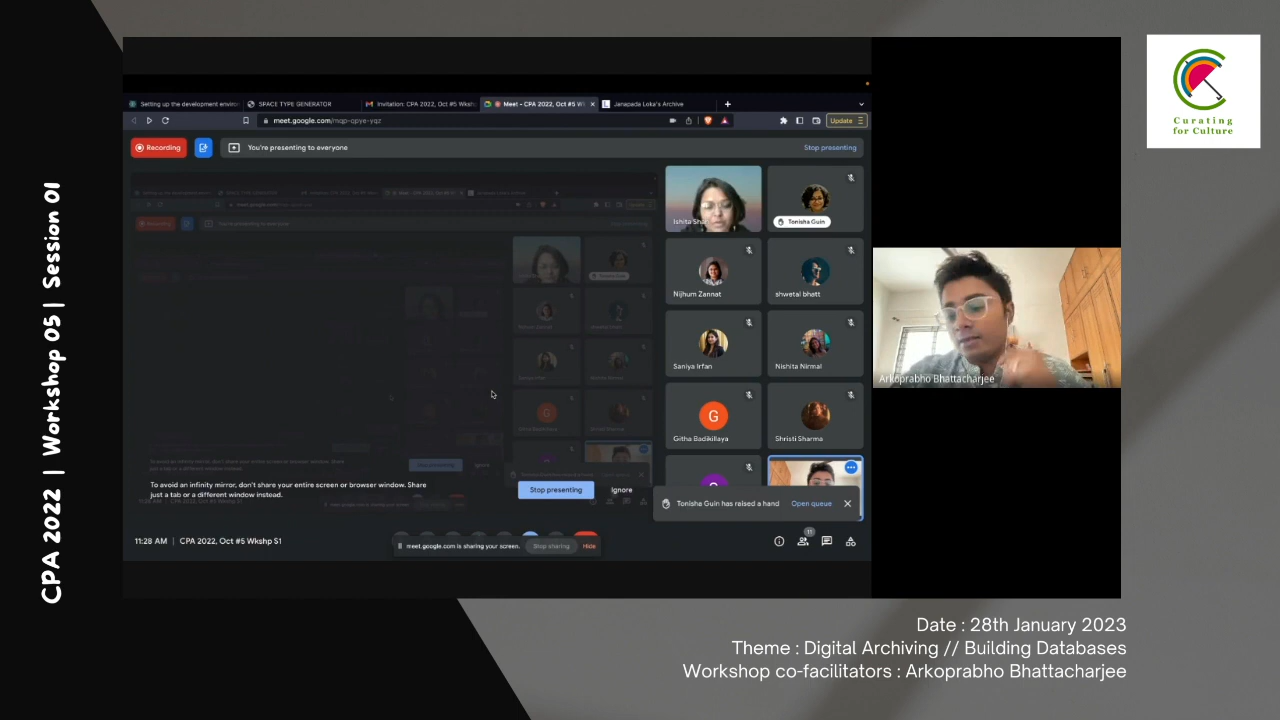 CPA 2022 | Workshop 05 | Session 01
Setting up the development enviro
SPACE TYPE GENERATOR
Invitation: CPA 2022, Oct #5 Wksh
Meet - CPA 2022, Oct #5 W
Janapada Loka's Archive
meet.google.com/mqp-qpye-yqz
Update
Recording
You're presenting to everyone
Stop presenting
Ishita Sha
Tonisha Guin
Nijhum Zannat
shwetal bhatt
Saniya Irfan
Nishita Nirmal
G
Githa Badikillaya
Shristi Sharma
To avoid an infinity mirror, don't share your entire screen or browser window. Share
just a tab or a different window instead.
Stop presenting
Ignore
Tonisha Guin has raised a hand
Open queue
11:28 AM | CPA 2022, Oct #5 Wkshp S1
meet.google.com is sharing your screen.
Stop sharing
Hide
11
Arkoprabho Bhattacharjee
Curating
for Culture
Date : 28th January 2023
Theme : Digital Archiving // Building Databases
Workshop co-facilitators : Arkoprabho Bhattacharjee